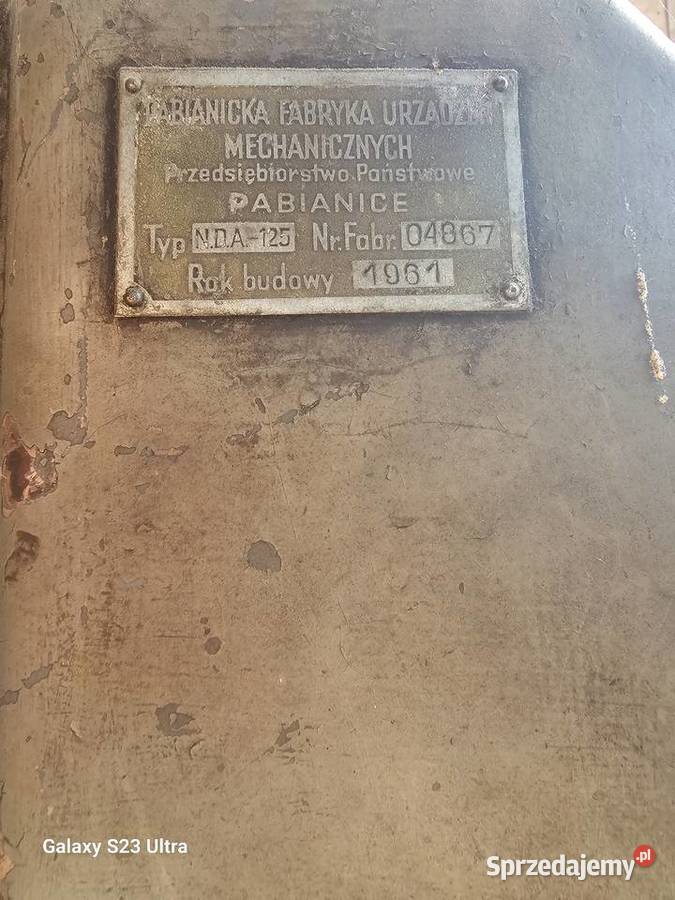 PABIANICKA FABRYKA URZĄDZEŃ
MECHANICZNYCH
Przedsiębiorstwo Państwowe
PABIANICE
Typ N.D.A.-125 Nr. Fabr. 04867
Rok budowy 1961
Galaxy S23 Ultra
Sprzedajemy.pl